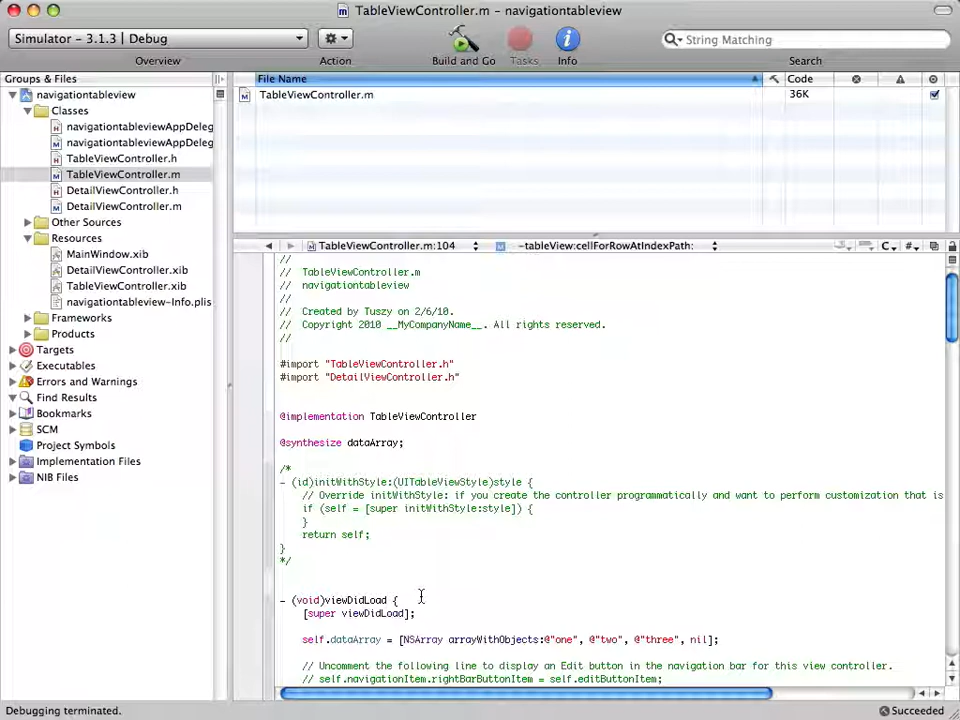 TableViewController.m - navigationtableview
Simulator - 3.1.3 | Debug
String Matching
Overview
Action
Build and Go
Tasks
Info
Search
Groups & Files
File Name
Code
navigationtableview
TableViewController.m
36K
Classes
navigationtableviewAppDeleg
navigationtableviewAppDeleg
TableViewController.h
TableViewController.m
DetailViewController.h
DetailViewController.m
Other Sources
Resources
MainWindow.xib
DetailViewController.xib
TableViewController.xib
navigationtableview-Info.plis
Frameworks
Products
Targets
Executables
Errors and Warnings
Find Results
Bookmarks
SCM
Project Symbols
Implementation Files
NIB Files
TableViewController.m:104
-tableView:cellForRowAtIndexPath:
C
#
//
// TableViewController.m
// navigationtableview
//
// Created by Tuszy on 2/6/10.
// Copyright 2010 __MyCompanyName__. All rights reserved.
//
#import "TableViewController.h"
#import "DetailViewController.h"
@implementation TableViewController
@synthesize dataArray;
/*
- (id)initWithStyle:(UITableViewStyle)style {
// Override initWithStyle: if you create the controller programmatically and want to perform customization that is
if (self = [super initWithStyle:style]) {
}
return self;
}
*/
- (void)viewDidLoad {
[super viewDidLoad];
self.dataArray = [NSArray arrayWithObjects:@"one", @"two", @"three", nil];
// Uncomment the following line to display an Edit button in the navigation bar for this view controller.
// self.navigationItem.rightBarButtonItem = self.editButtonItem;
Debugging terminated.
Succeeded